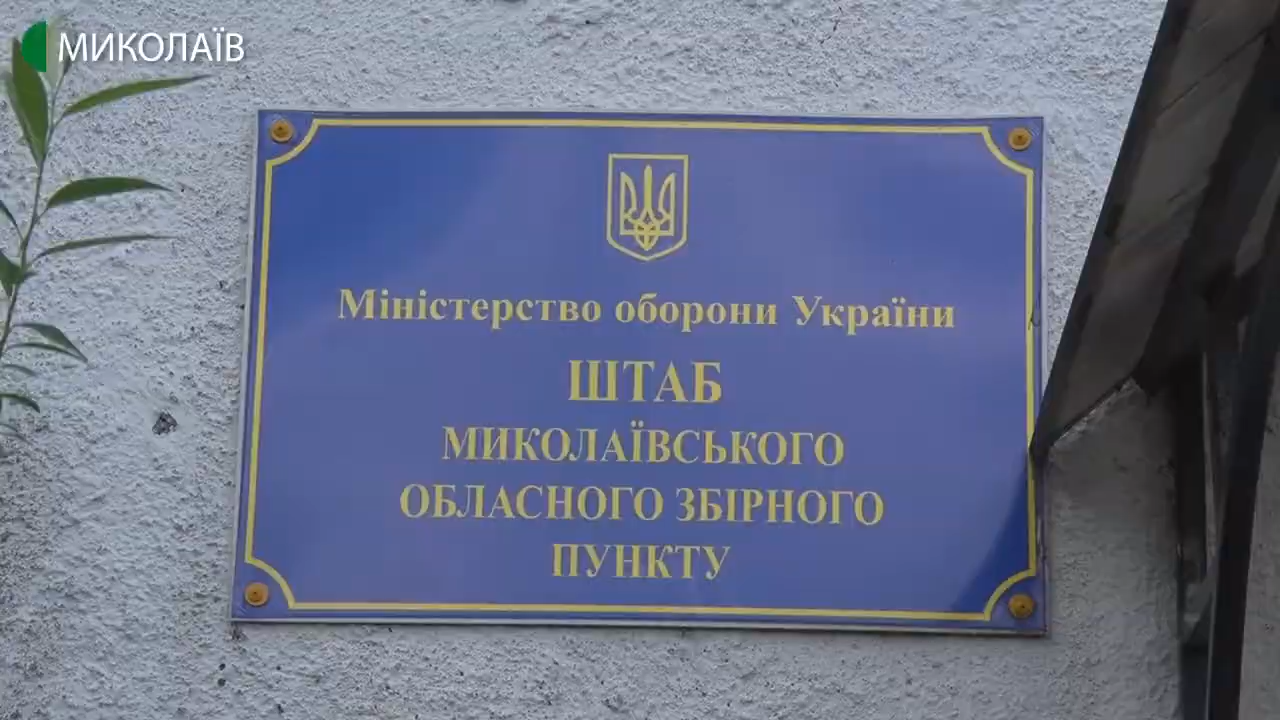 МИКОЛАЇВ
Міністерство оборони України
ШТАБ
МИКОЛАЇВСЬКОГО
ОБЛАСНОГО ЗБІРНОГО
ПУНКТУ